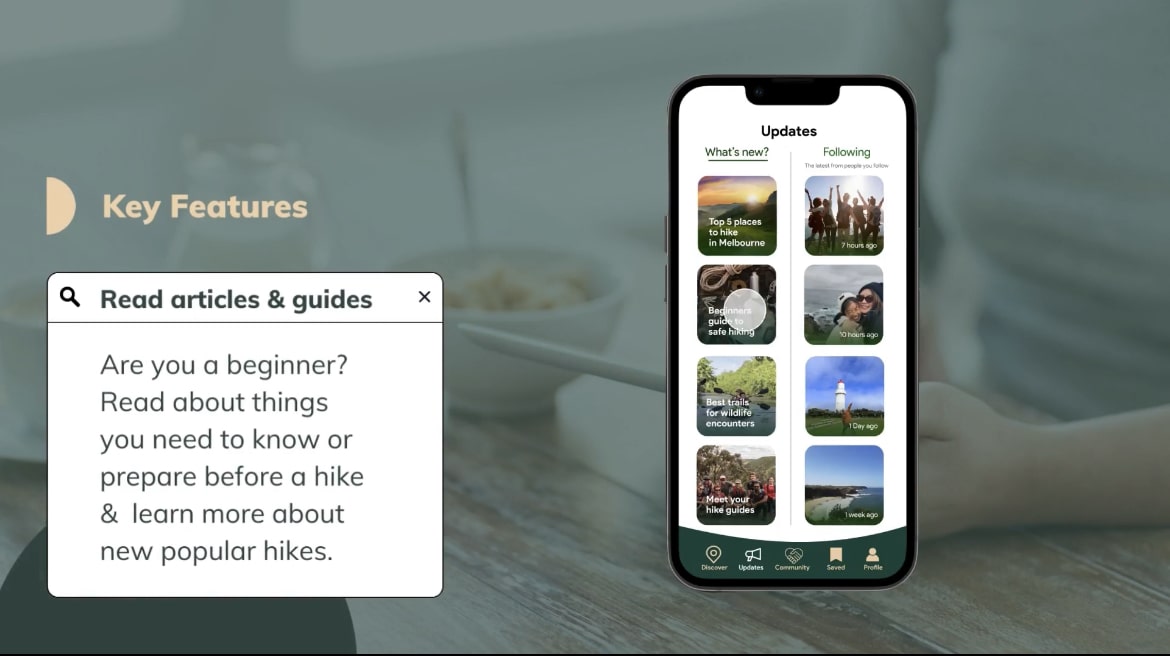 Key Features
Read articles & guides
Are you a beginner?
Read about things
you need to know or
prepare before a hike
& learn more about
new popular hikes.
Updates
What's new?
Following
The latest from people you follow
Top 5 places
to hike
in Melbourne
7 hours ago
Beginners
guide to
safe hiking
10 hours ago
Best trails
for wildlife
encounters
1 Day ago
Meet your
hike guides
1 week ago
Discover Updates Community Saved Profile